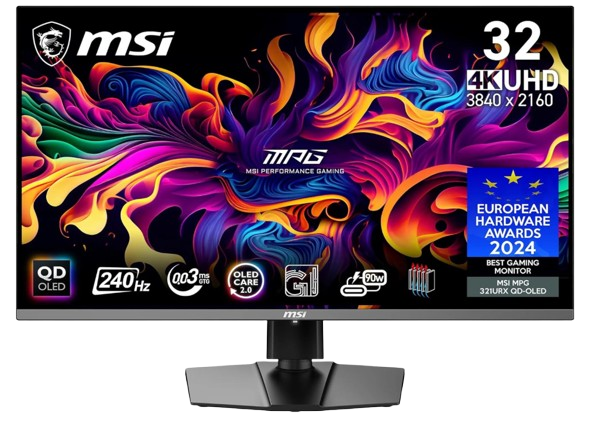 msi
32
4K UHD
3840 x 2160
MPG
MSI PERFORMANCE GAMING
EUROPEAN
HARDWARE
AWARDS
2024
BEST GAMING
MONITOR
MSI MPG
321URX QD-OLED
QD
OLED
240Hz
0.03ms
GTG
OLED
CARE
2.0
90w
msi